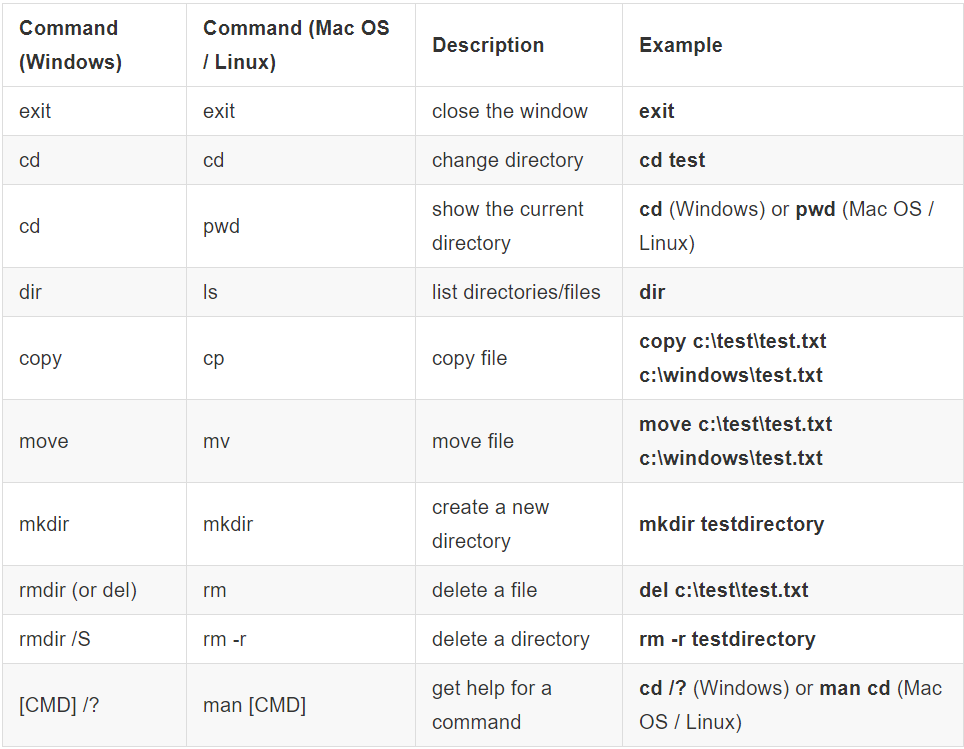 Command (Windows) | Command (Mac OS / Linux) | Description | Example
exit | exit | close the window | exit
cd | cd | change directory | cd test
cd | pwd | show the current directory | cd (Windows) or pwd (Mac OS / Linux)
dir | ls | list directories/files | dir
copy | cp | copy file | copy c:\test\test.txt c:\windows\test.txt
move | mv | move file | move c:\test\test.txt c:\windows\test.txt
mkdir | mkdir | create a new directory | mkdir testdirectory
rmdir (or del) | rm | delete a file | del c:\test\test.txt
rmdir /S | rm -r | delete a directory | rm -r testdirectory
[CMD] /? | man [CMD] | get help for a command | cd /? (Windows) or man cd (Mac OS / Linux)